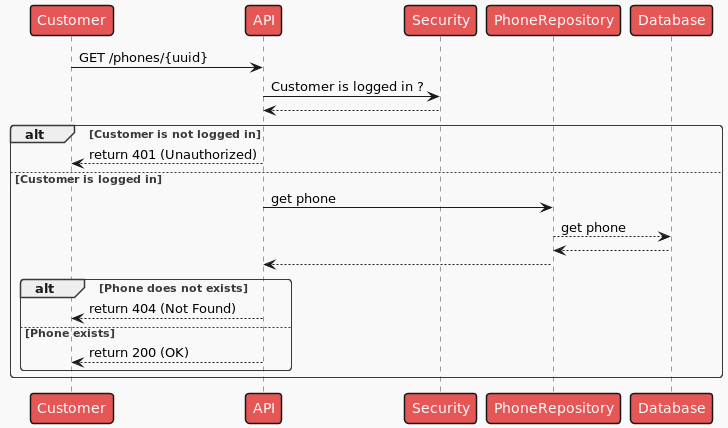 Customer API Security PhoneRepository Database
GET /phones/{uuid}
Customer is logged in ?
alt [Customer is not logged in]
return 401 (Unauthorized)
[Customer is logged in]
get phone
get phone
alt [Phone does not exists]
return 404 (Not Found)
[Phone exists]
return 200 (OK)
Customer API Security PhoneRepository Database